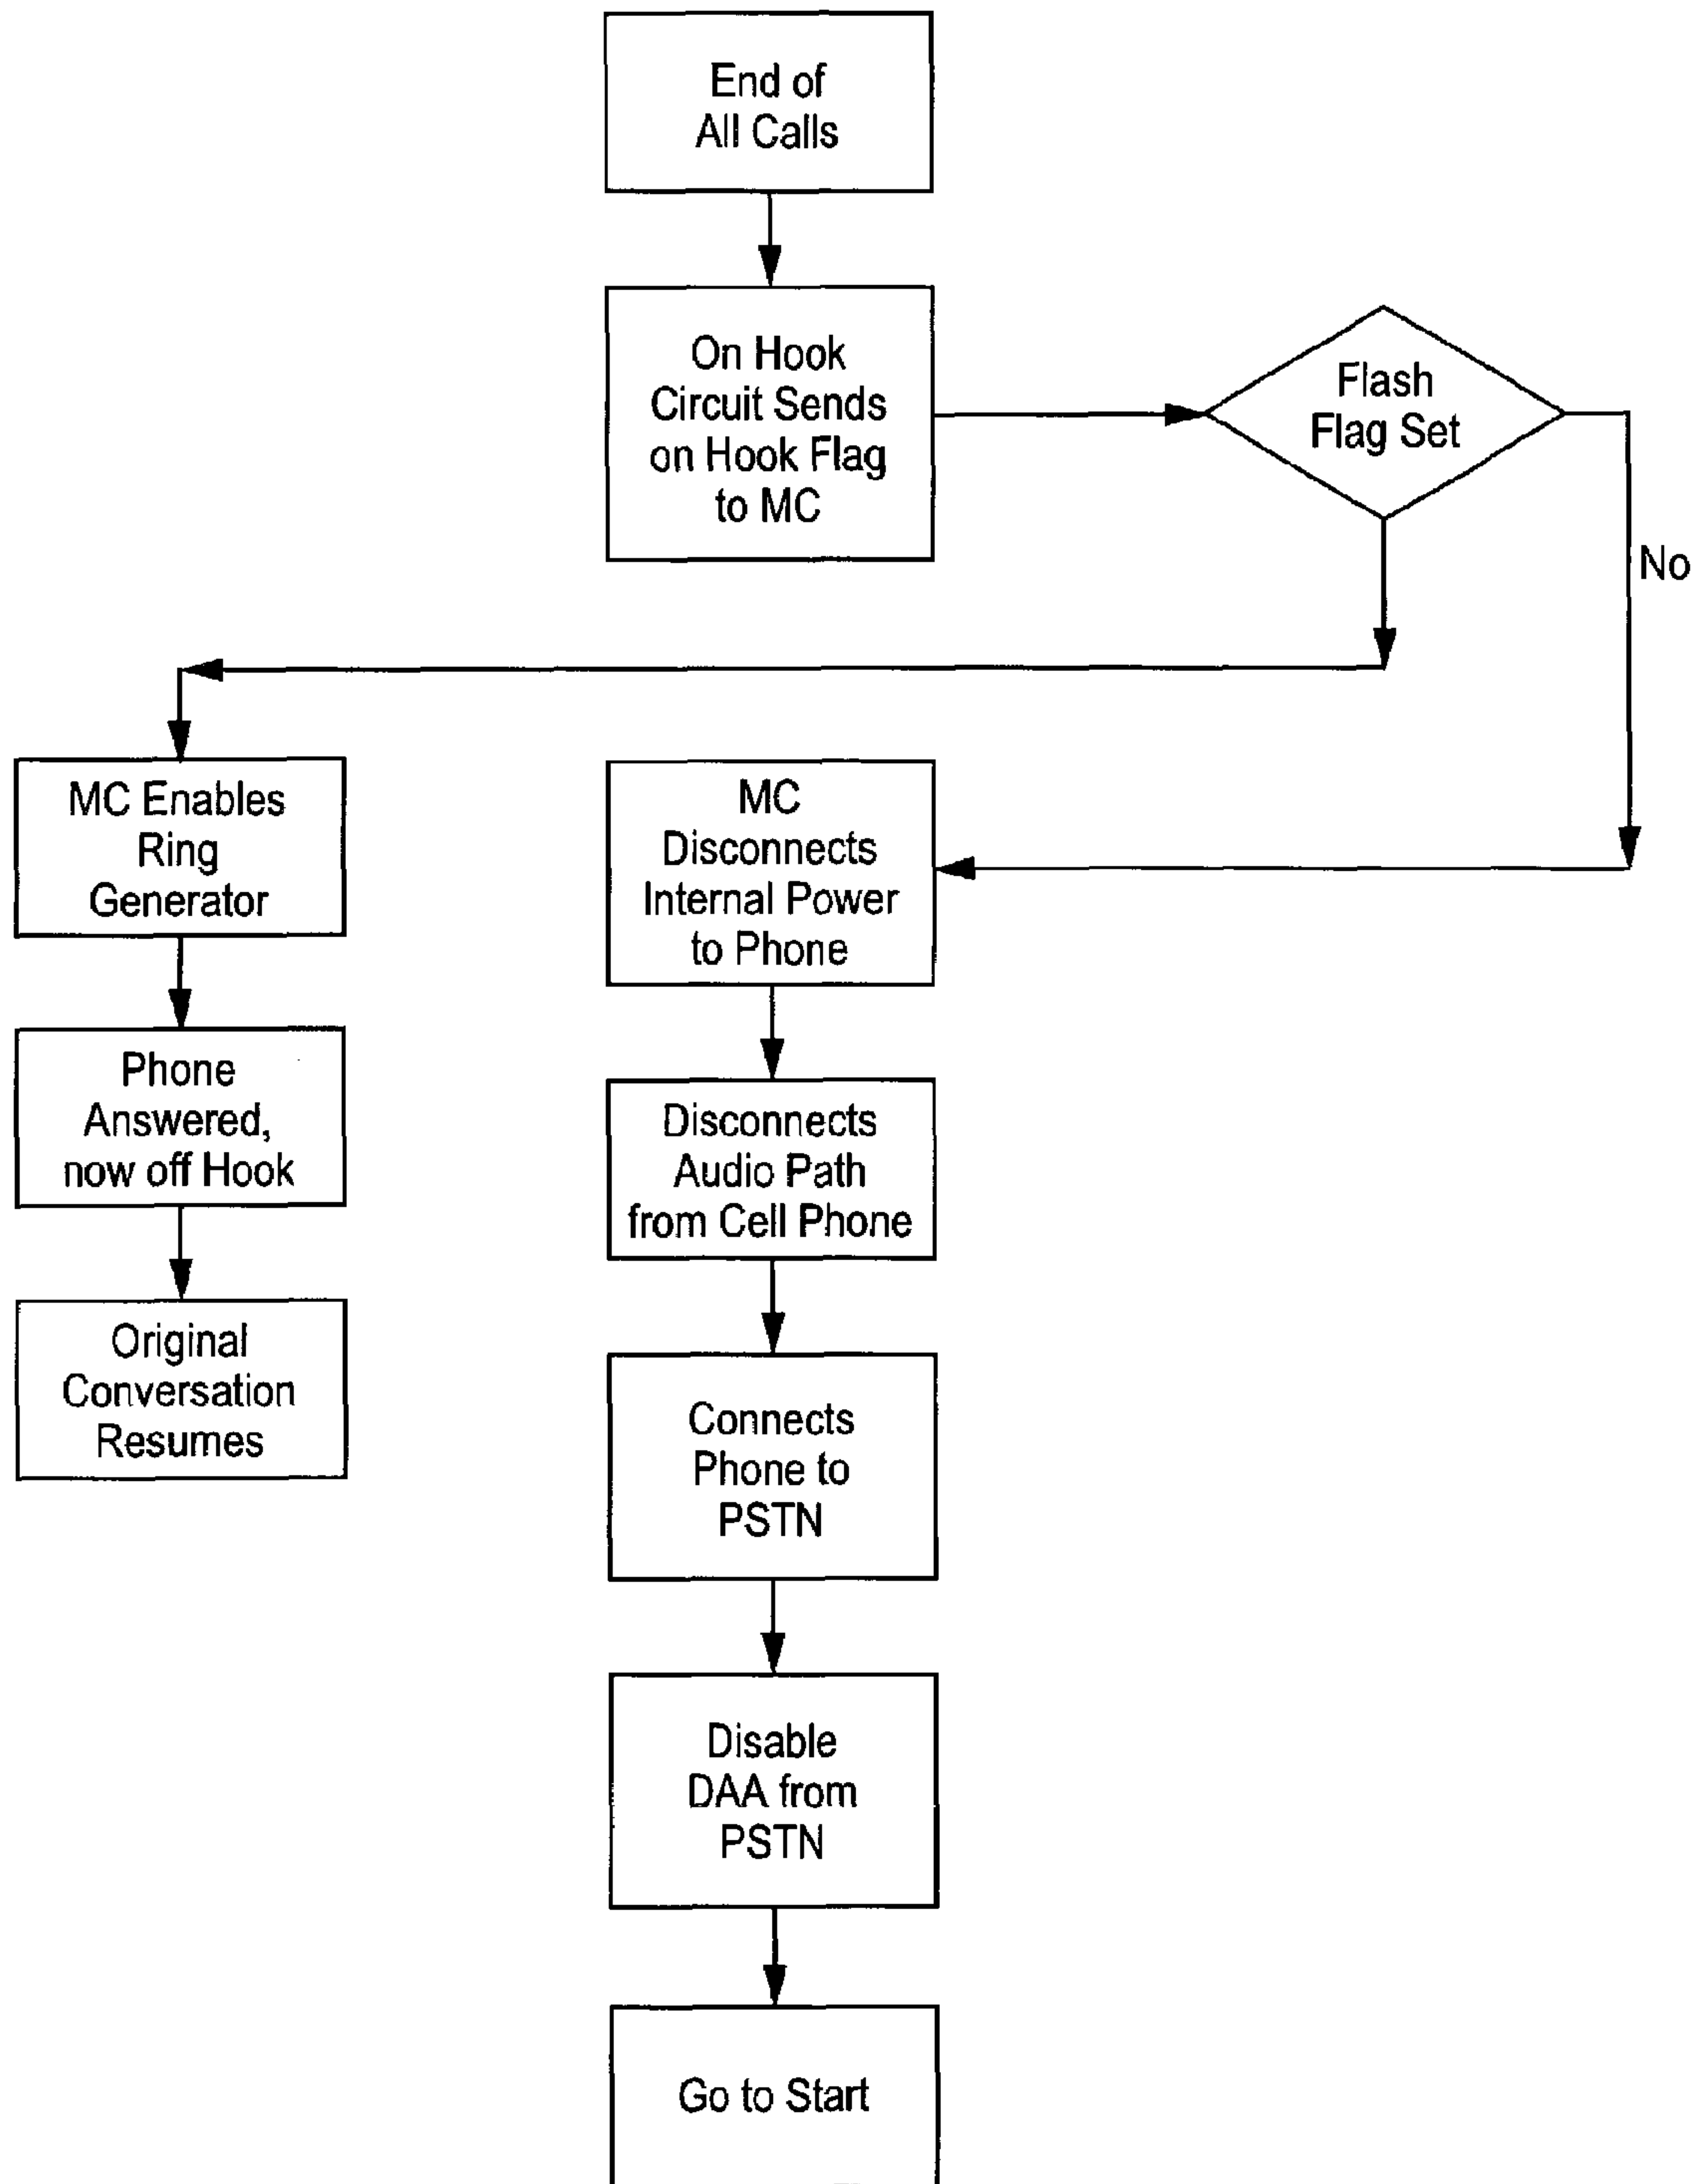 End of
All Calls
On Hook
Circuit Sends
on Hook Flag
to MC
Flash
Flag Set
No
MC Enables
Ring
Generator
Phone
Answered,
now off Hook
Original
Conversation
Resumes
MC
Disconnects
Internal Power
to Phone
Disconnects
Audio Path
from Cell Phone
Connects
Phone to
PSTN
Disable
DAA from
PSTN
Go to Start